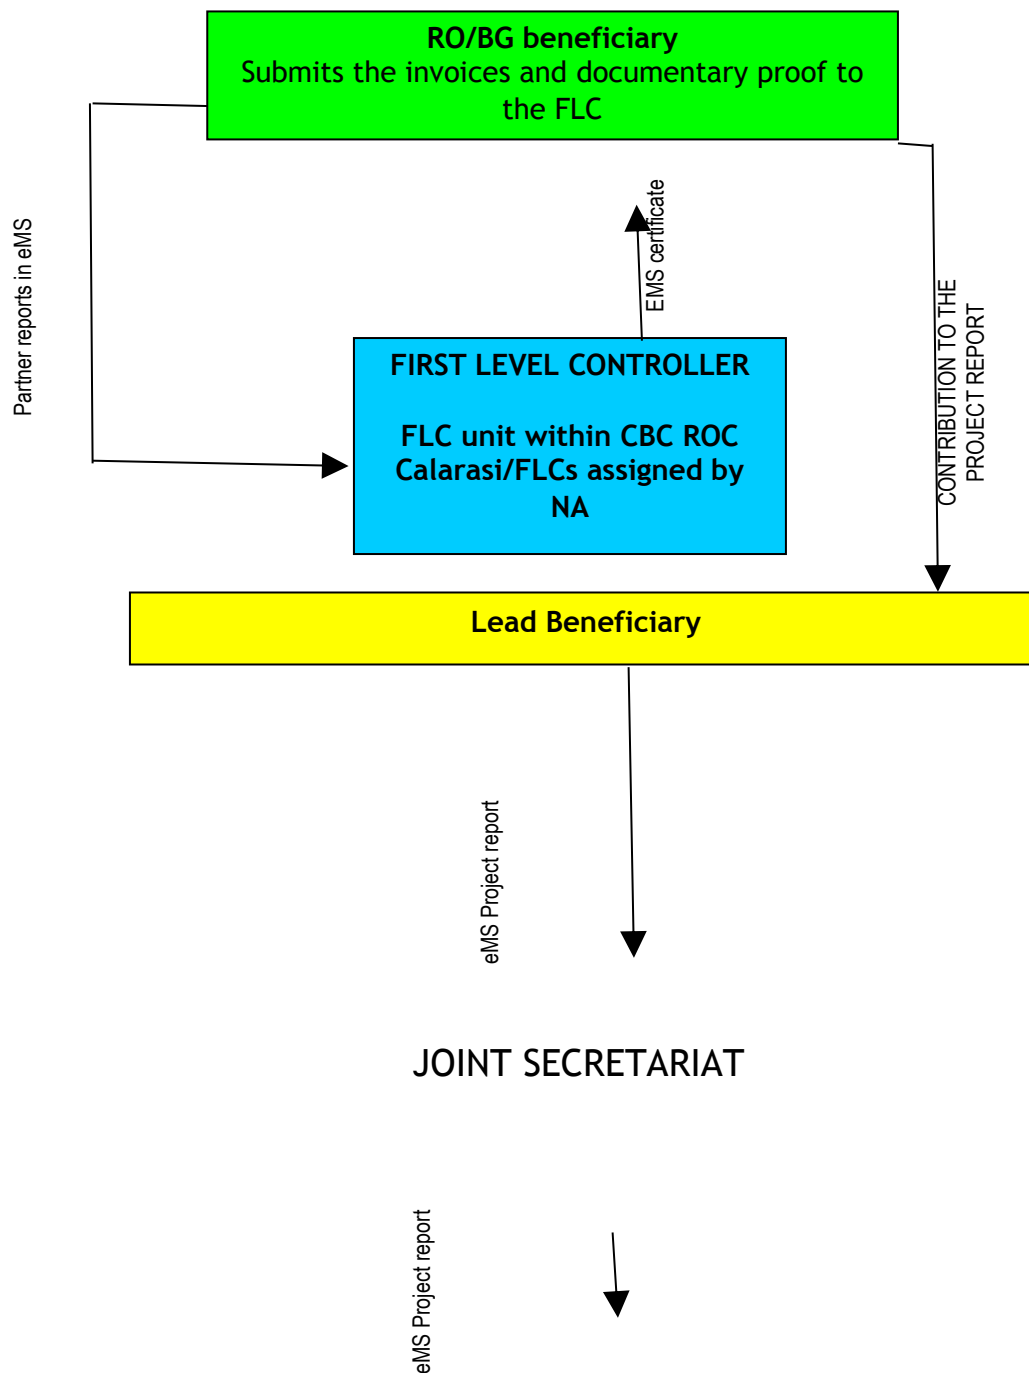 RO/BG beneficiary
Submits the invoices and documentary proof to
the FLC
Partner reports in eMS
EMS certificate
CONTRIBUTION TO THE
PROJECT REPORT
FIRST LEVEL CONTROLLER
FLC unit within CBC ROC
Calarasi/FLCs assigned by
NA
Lead Beneficiary
eMS Project report
JOINT SECRETARIAT
eMS Project report